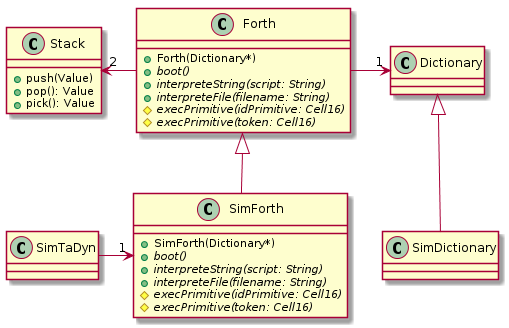 C Forth
Forth(Dictionary*)
boot()
interpreteString(script: String)
interpreteFile(filename: String)
execPrimitive(idPrimitive: Cell16)
execPrimitive(token: Cell16)
C Stack
push(Value)
pop(): Value
pick(): Value
2
1
C Dictionary
C SimForth
SimForth(Dictionary*)
boot()
interpreteString(script: String)
interpreteFile(filename: String)
execPrimitive(idPrimitive: Cell16)
execPrimitive(token: Cell16)
C SimTaDyn
1
C SimDictionary